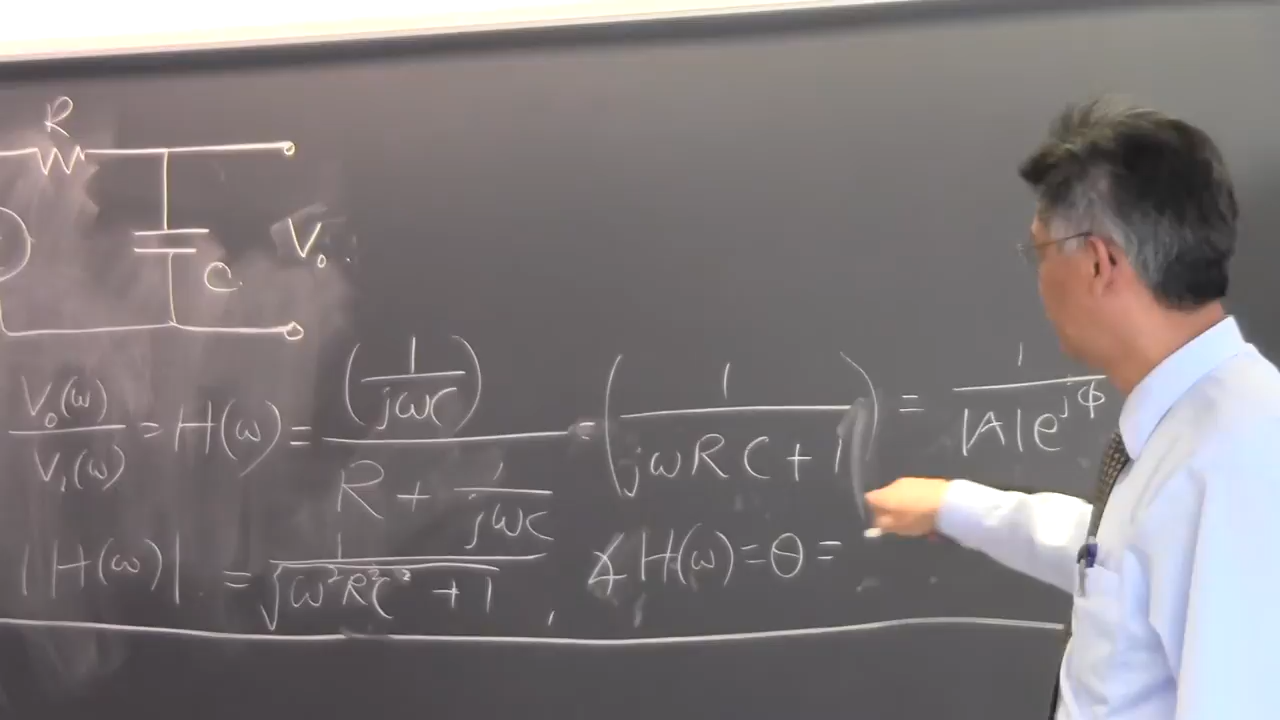 R
C
V₀
V₀(ω)/V₁(ω) = H(ω) = (1/jωC)/(R + 1/jωC) = (1/(jωRC + 1)) = 1/(|A|e^jϕ)
|H(ω)| = 1/√(ω²R²C² + 1) , ∡H(ω) = θ =